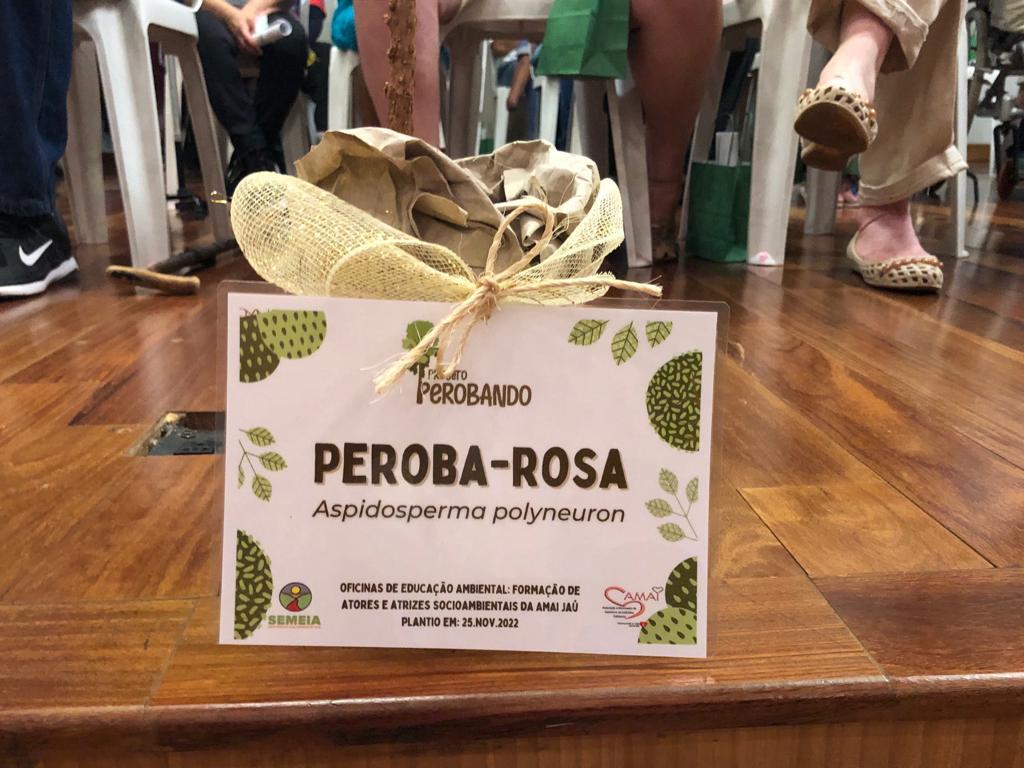 PROJETO
PEROBANDO
PEROBA-ROSA
Aspidosperma polyneuron
OFICINAS DE EDUCAÇÃO AMBIENTAL: FORMAÇÃO DE
ATORES E ATRIZES SOCIOAMBIENTAIS DA AMAI JAÚ
PLANTIO EM: 25.NOV.2022
SEMEIA
AMAI